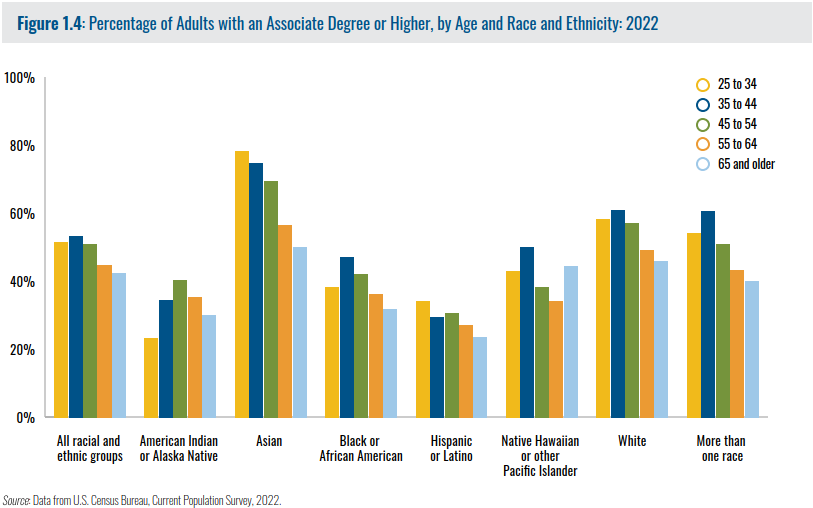 Figure 1.4: Percentage of Adults with an Associate Degree or Higher, by Age and Race and Ethnicity: 2022
100%
80%
60%
40%
20%
0%
25 to 34
35 to 44
45 to 54
55 to 64
65 and older
All racial and
ethnic groups
American Indian
or Alaska Native
Asian
Black or
African American
Hispanic
or Latino
Native Hawaiian
or other
Pacific Islander
White
More than
one race
Source: Data from U.S. Census Bureau, Current Population Survey, 2022.